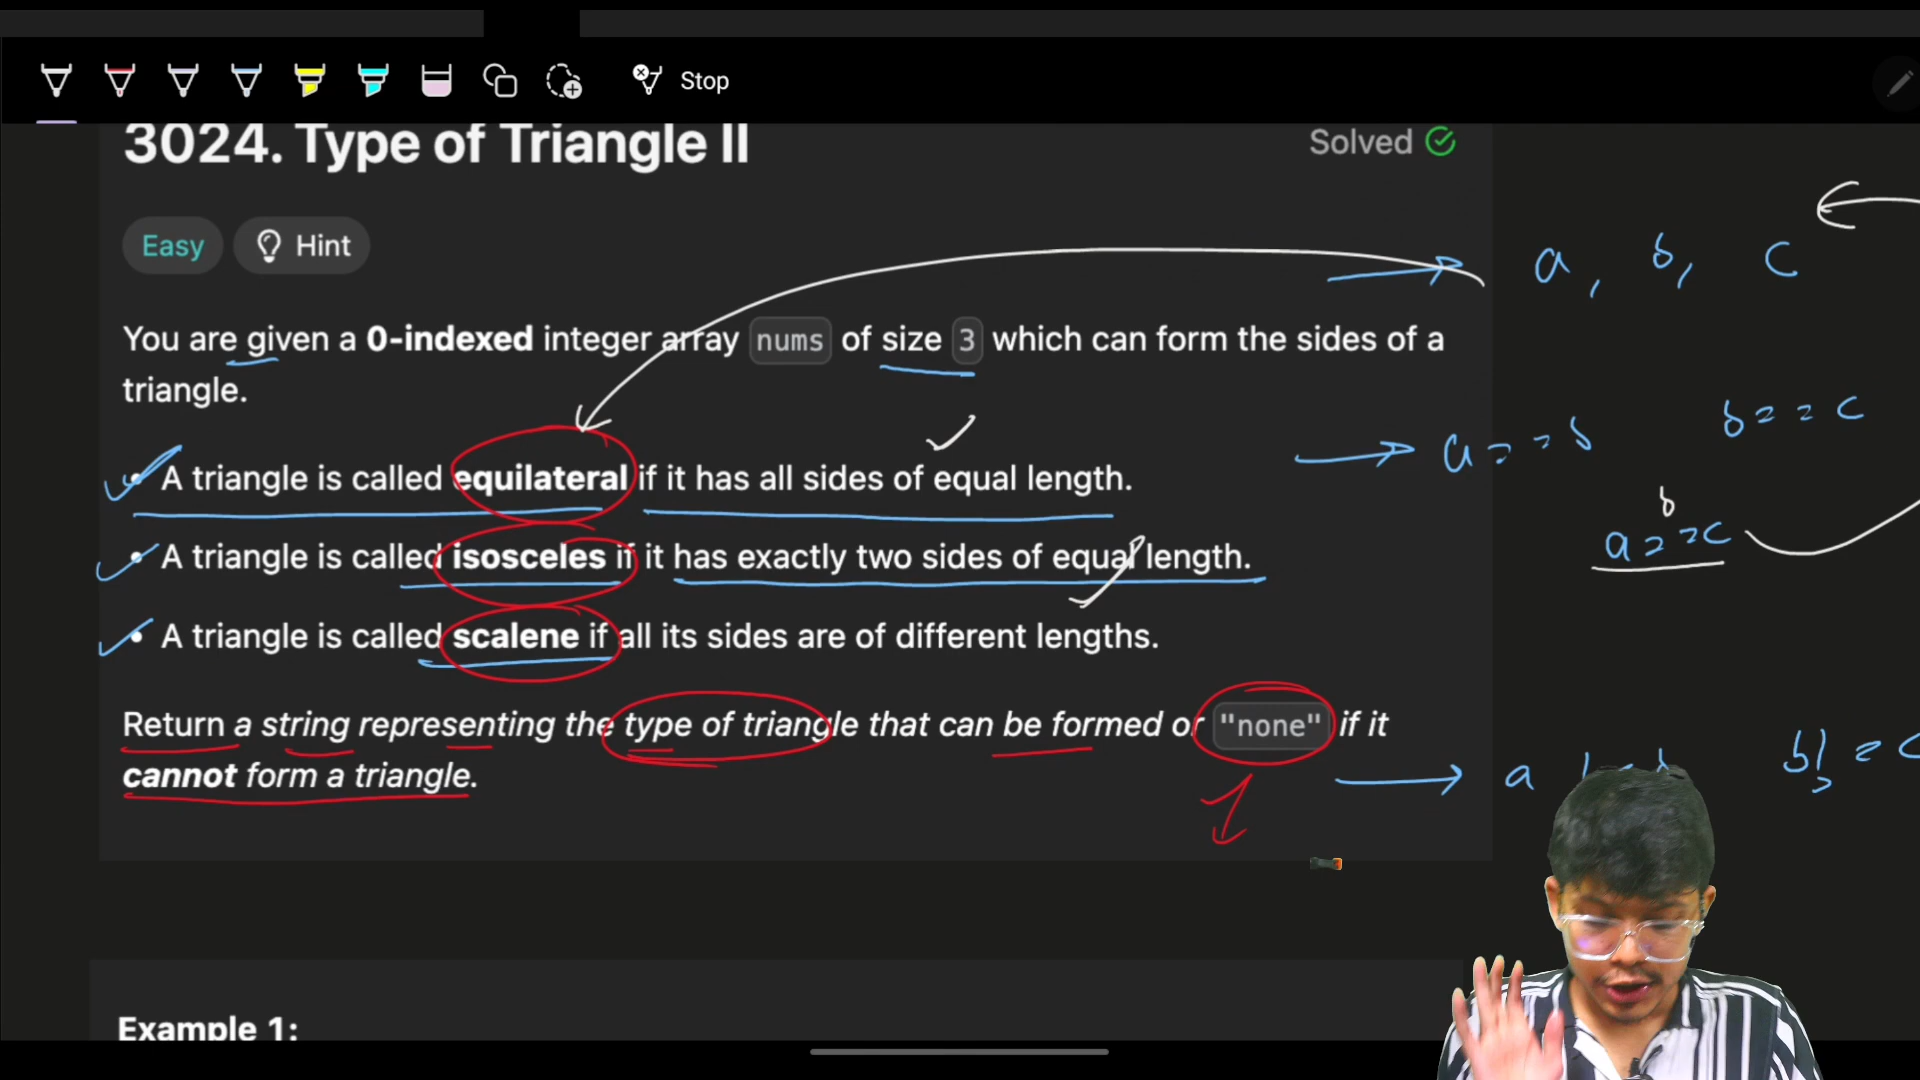 Stop
3024. Type of Triangle II
Solved
Easy
Hint
a, b, c
You are given a 0-indexed integer array nums of size 3 which can form the sides of a
triangle.
a == b
b == c
A triangle is called equilateral if it has all sides of equal length.
b
a == c
A triangle is called isosceles if it has exactly two sides of equal length.
A triangle is called scalene if all its sides are of different lengths.
Return a string representing the type of triangle that can be formed or "none" if it
cannot form a triangle.
a
b != c
Example 1: